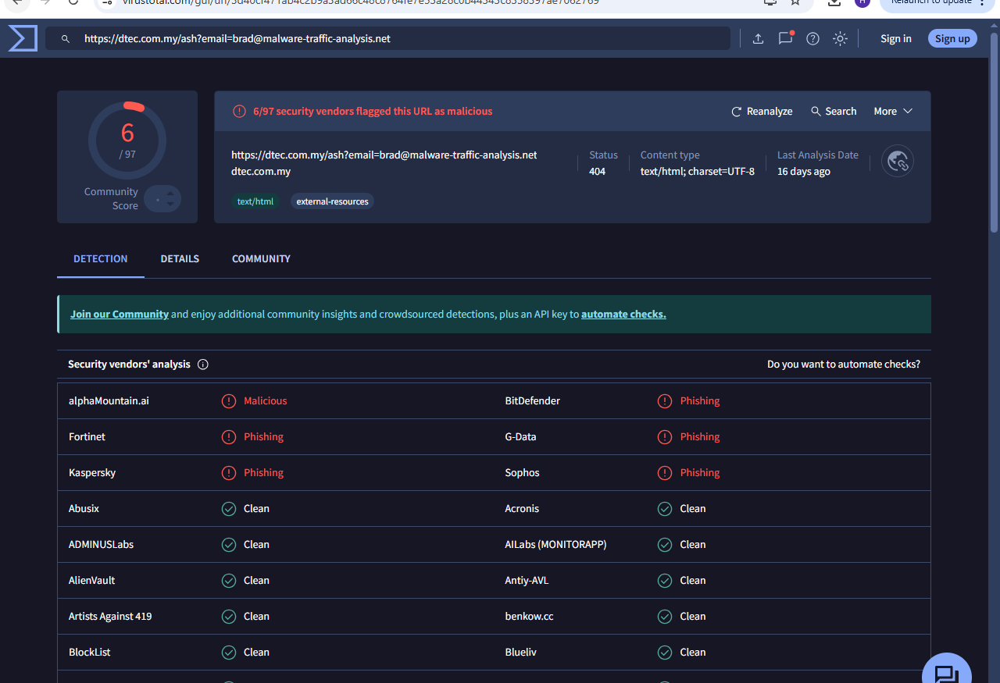 https://dtec.com.my/ash?email=brad@malware-traffic-analysis.net
Sign in
Sign up
Relaunch to update
H
6
/ 97
Community
Score
6/97 security vendors flagged this URL as malicious
Reanalyze
Search
More
https://dtec.com.my/ash?email=brad@malware-traffic-analysis.net
dtec.com.my
Status
404
Content type
text/html; charset=UTF-8
Last Analysis Date
16 days ago
text/html
external-resources
DETECTION
DETAILS
COMMUNITY
Join our Community and enjoy additional community insights and crowdsourced detections, plus an API key to automate checks.
Security vendors' analysis
Do you want to automate checks?
alphaMountain.ai Malicious BitDefender Phishing
Fortinet Phishing G-Data Phishing
Kaspersky Phishing Sophos Phishing
Abusix Clean Acronis Clean
ADMINUSLabs Clean AILabs (MONITORAPP) Clean
AlienVault Clean Antiy-AVL Clean
Artists Against 419 Clean benkow.cc Clean
BlockList Clean Blueliv Clean